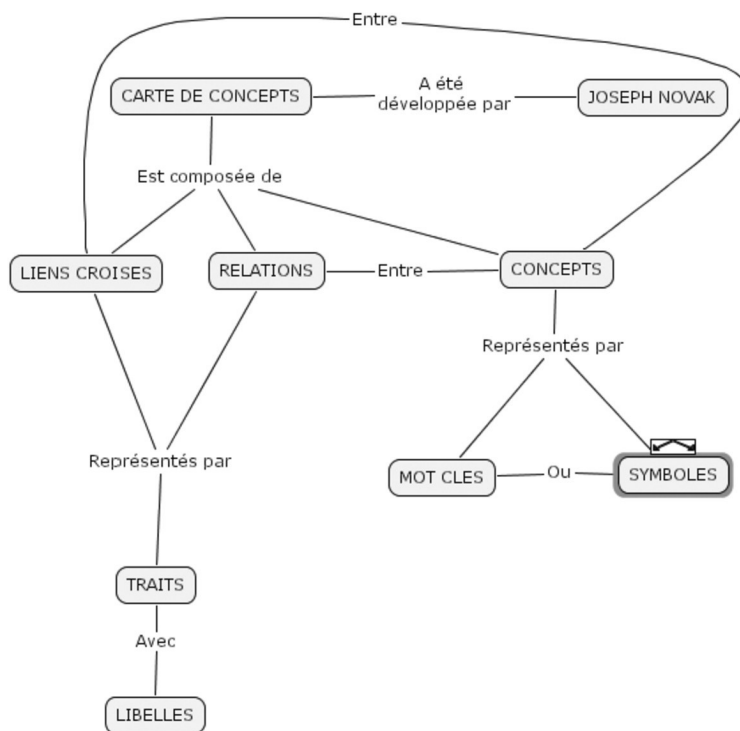 Entre
CARTE DE CONCEPTS
A été
développée par
JOSEPH NOVAK
Est composée de
LIENS CROISES
RELATIONS
Entre
CONCEPTS
Représentés par
Représentés par
MOT CLES
Ou
SYMBOLES
TRAITS
Avec
LIBELLES